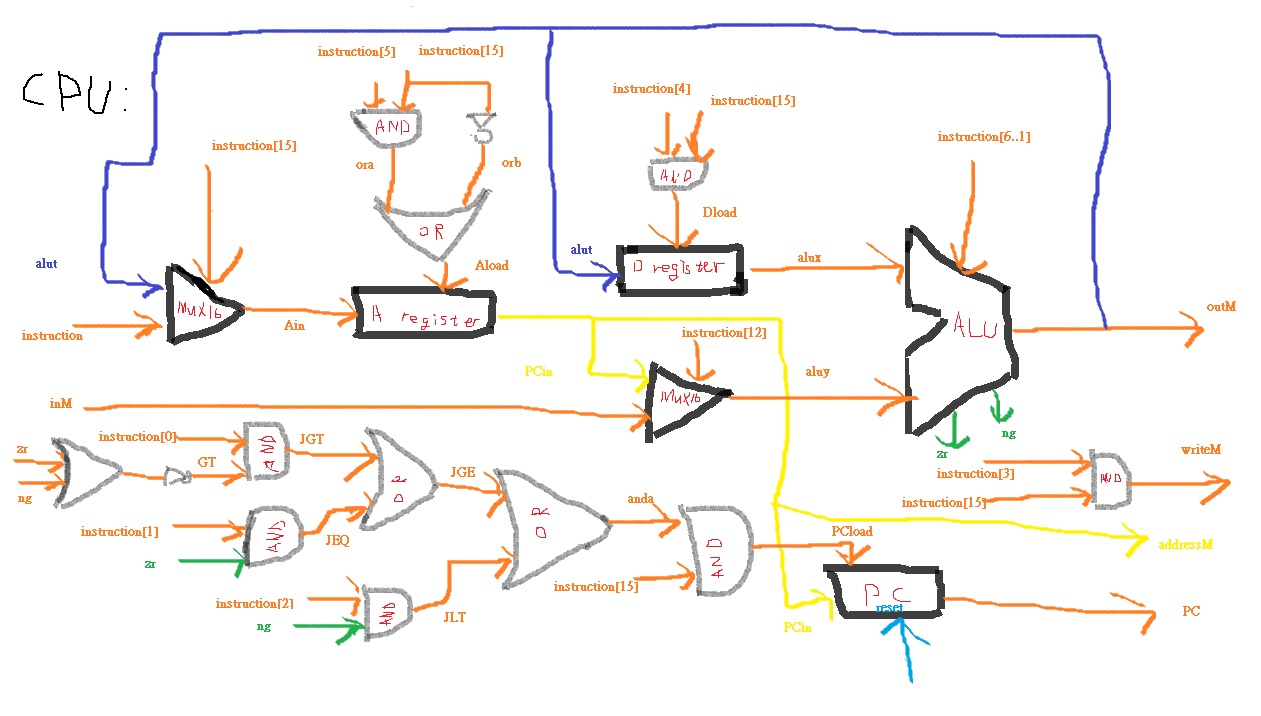 CPU:
instruction[5]
instruction[15]
AND
ora
orb
OR
Aload
instruction[15]
alut
instruction
Mux16
Ain
A register
instruction[4]
instruction[15]
AND
Dload
alut
D register
alux
instruction[6..1]
ALU
outM
PCin
instruction[12]
Mux16
aluy
inM
zr
ng
zr
ng
instruction[0]
GT
AND
JGT
instruction[1]
zr
AND
JEQ
OR
JGE
instruction[2]
ng
AND
JLT
OR
anda
instruction[15]
AND
PCload
PCin
PC
reset
PC
instruction[3]
instruction[15]
AND
writeM
addressM